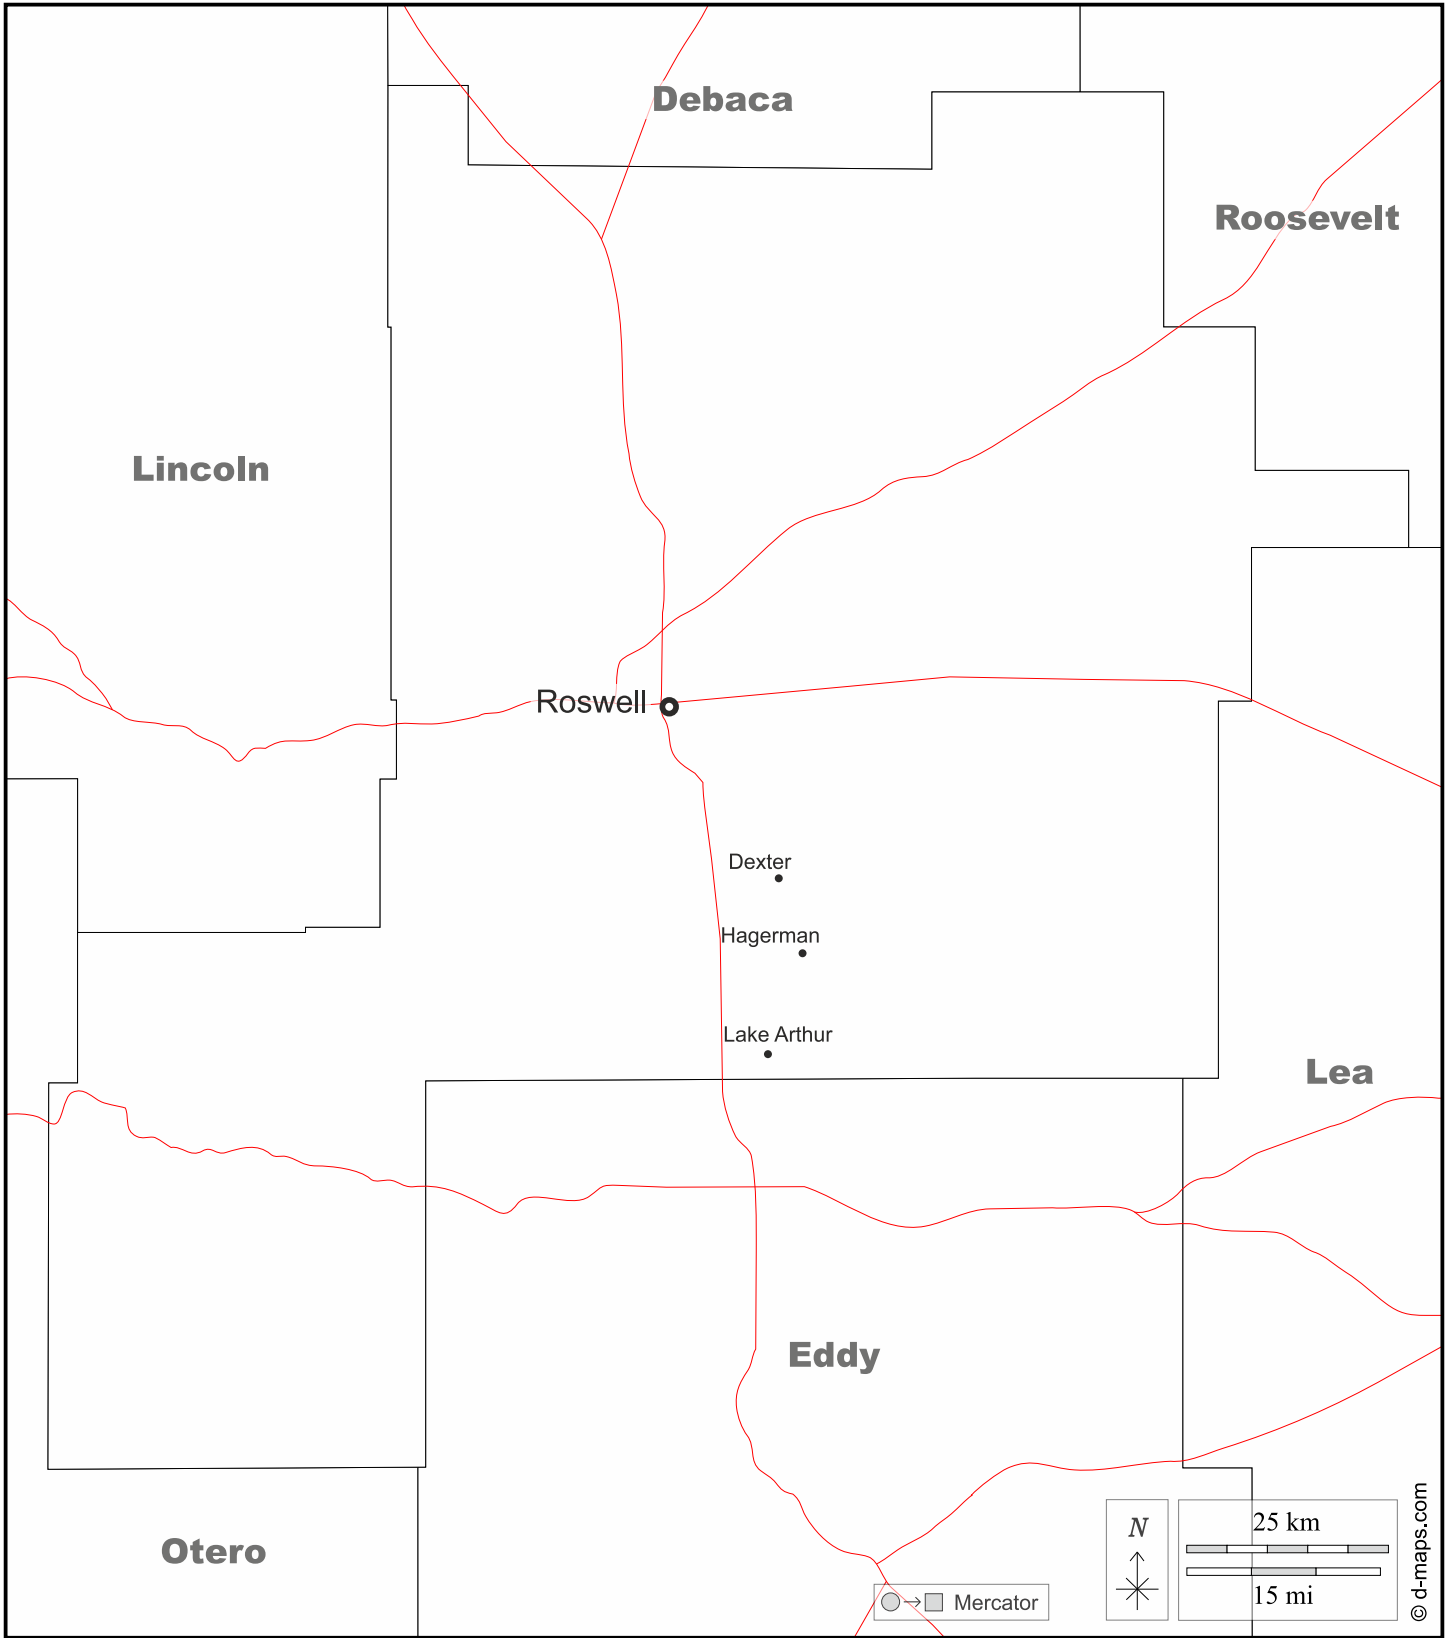 Debaca
Roosevelt
Lincoln
Roswell
Dexter
Hagerman
Lake Arthur
Lea
Eddy
Otero
N
25 km
15 mi
Mercator
© d-maps.com